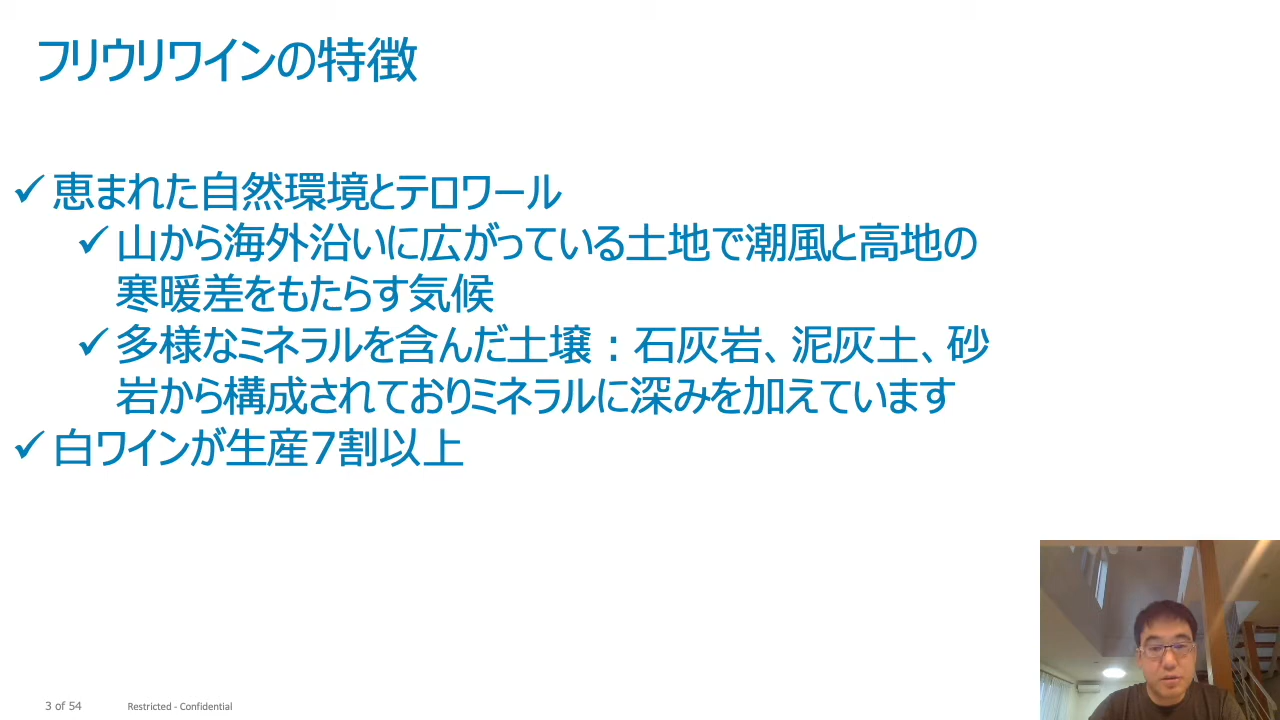 フリウリワインの特徴
✓恵まれた自然環境とテロワール
✓山から海外沿いに広がっている土地で潮風と高地の
寒暖差をもたらす気候
✓多様なミネラルを含んだ土壌：石灰岩、泥灰土、砂
岩から構成されておりミネラルに深みを加えています
✓白ワインが生産7割以上
3 of 54 Restricted - Confidential